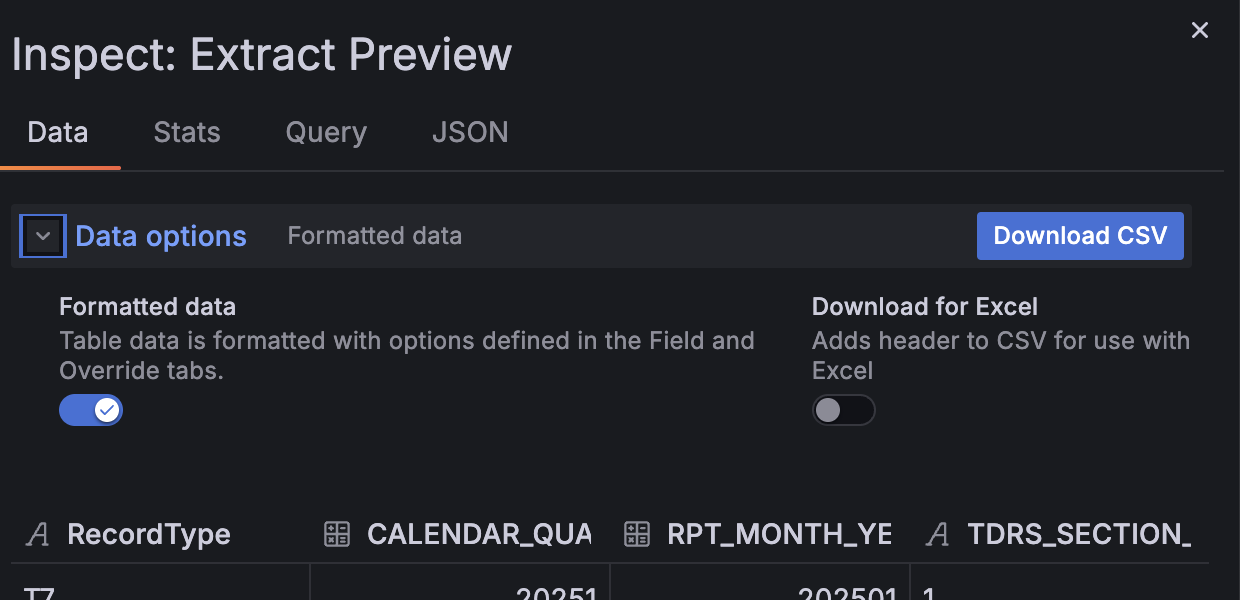 Inspect: Extract Preview
Data Stats Query JSON
Data options Formatted data Download CSV
Formatted data
Table data is formatted with options defined in the Field and
Override tabs.
Download for Excel
Adds header to CSV for use with
Excel
RecordType CALENDAR_QUA RPT_MONTH_YE TDRS_SECTION_
T7 20251 202501 1